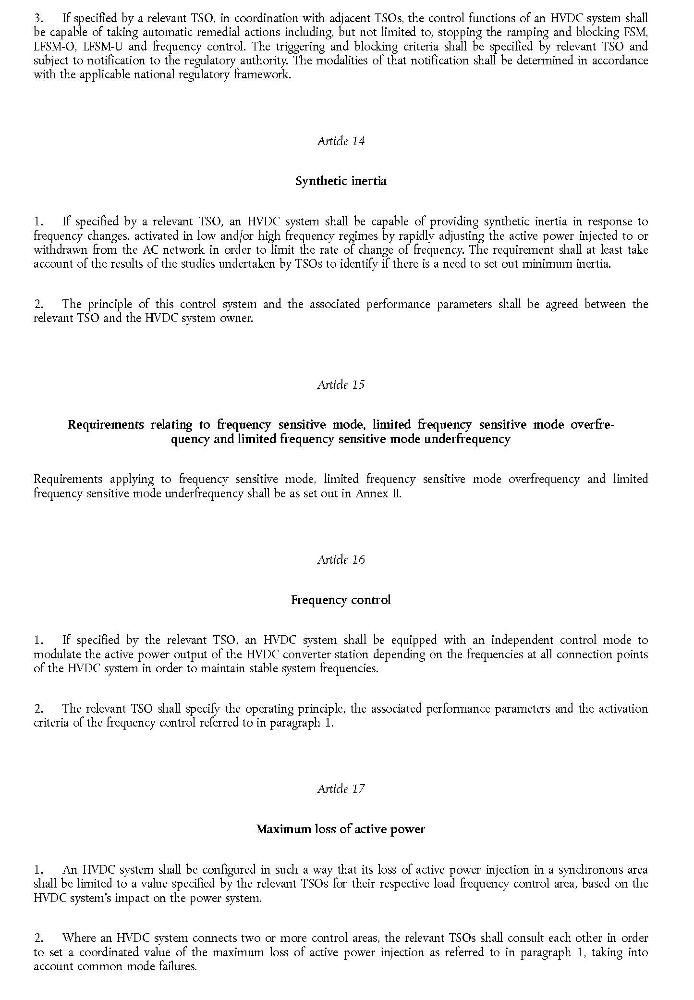 3. If specified by a relevant TSO, in coordination with adjacent TSOs, the control functions of an HVDC system shall
be capable of taking automatic remedial actions including, but not limited to, stopping the ramping and blocking FSM,
LFSM-O, LFSM-U and frequency control. The triggering and blocking criteria shall be specified by relevant TSO and
subject to notification to the regulatory authority. The modalities of that notification shall be determined in accordance
with the applicable national regulatory framework.
Article 14
Synthetic inertia
1. If specified by a relevant TSO, an HVDC system shall be capable of providing synthetic inertia in response to
frequency changes, activated in low and/or high frequency regimes by rapidly adjusting the active power injected to or
withdrawn from the AC network in order to limit the rate of change of frequency. The requirement shall at least take
account of the results of the studies undertaken by TSOs to identify if there is a need to set out minimum inertia.
2. The principle of this control system and the associated performance parameters shall be agreed between the
relevant TSO and the HVDC system owner.
Article 15
Requirements relating to frequency sensitive mode, limited frequency sensitive mode overfre-
quency and limited frequency sensitive mode underfrequency
Requirements applying to frequency sensitive mode, limited frequency sensitive mode overfrequency and limited
frequency sensitive mode underfrequency shall be as set out in Annex II.
Article 16
Frequency control
1. If specified by the relevant TSO, an HVDC system shall be equipped with an independent control mode to
modulate the active power output of the HVDC converter station depending on the frequencies at all connection points
of the HVDC system in order to maintain stable system frequencies.
2. The relevant TSO shall specify the operating principle, the associated performance parameters and the activation
criteria of the frequency control referred to in paragraph 1.
Article 17
Maximum loss of active power
1. An HVDC system shall be configured in such a way that its loss of active power injection in a synchronous area
shall be limited to a value specified by the relevant TSOs for their respective load frequency control area, based on the
HVDC system's impact on the power system.
2. Where an HVDC system connects two or more control areas, the relevant TSOs shall consult each other in order
to set a coordinated value of the maximum loss of active power injection as referred to in paragraph 1, taking into
account common mode failures.